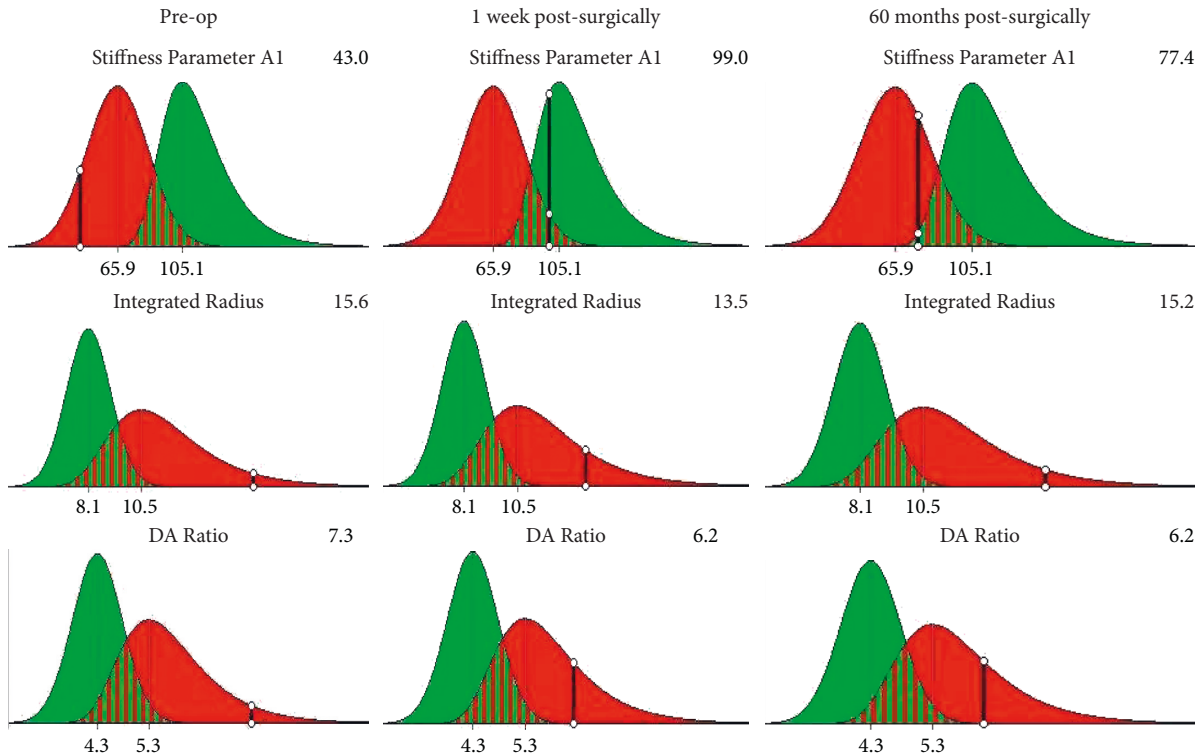 Pre-op 1 week post-surgically 60 months post-surgically
Stiffness Parameter A1 43.0 Stiffness Parameter A1 99.0 Stiffness Parameter A1 77.4
65.9 105.1 65.9 105.1 65.9 105.1
Integrated Radius 15.6 Integrated Radius 13.5 Integrated Radius 15.2
8.1 10.5 8.1 10.5 8.1 10.5
DA Ratio 7.3 DA Ratio 6.2 DA Ratio 6.2
4.3 5.3 4.3 5.3 4.3 5.3